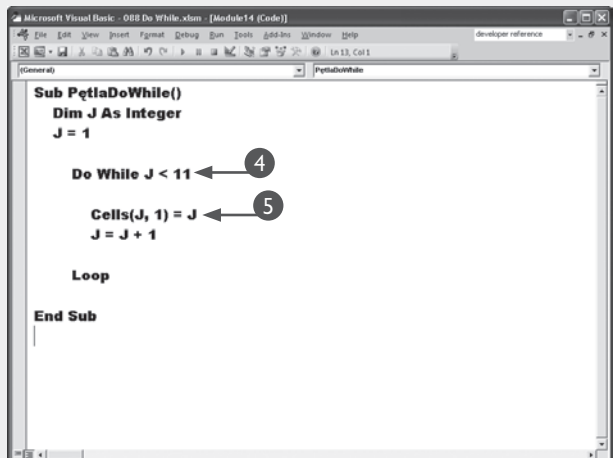 Microsoft Visual Basic - 088 Do While.xlsm - [Module14 (Code)]
File Edit View Insert Format Debug Run Tools Add-Ins Window Help developer reference
Ln 13, Col 1
(General) PętlaDoWhile
Sub PętlaDoWhile()
Dim J As Integer
J = 1
Do While J < 11 4
Cells(J, 1) = J 5
J = J + 1
Loop
End Sub